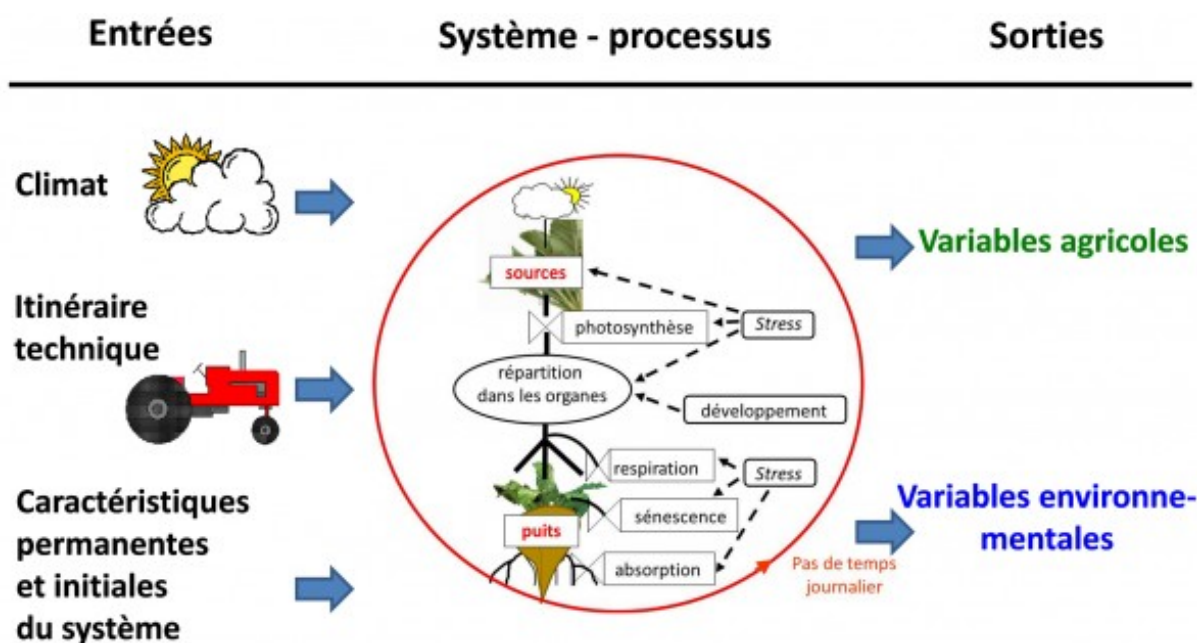 Entrées
Système - processus
Sorties
Climat
Itinéraire
technique
Caractéristiques
permanentes
et initiales
du système
sources
photosynthèse
Stress
répartition
dans les organes
développement
respiration
Stress
sénescence
puits
absorption
Pas de temps
journalier
Variables agricoles
Variables environne-
mentales